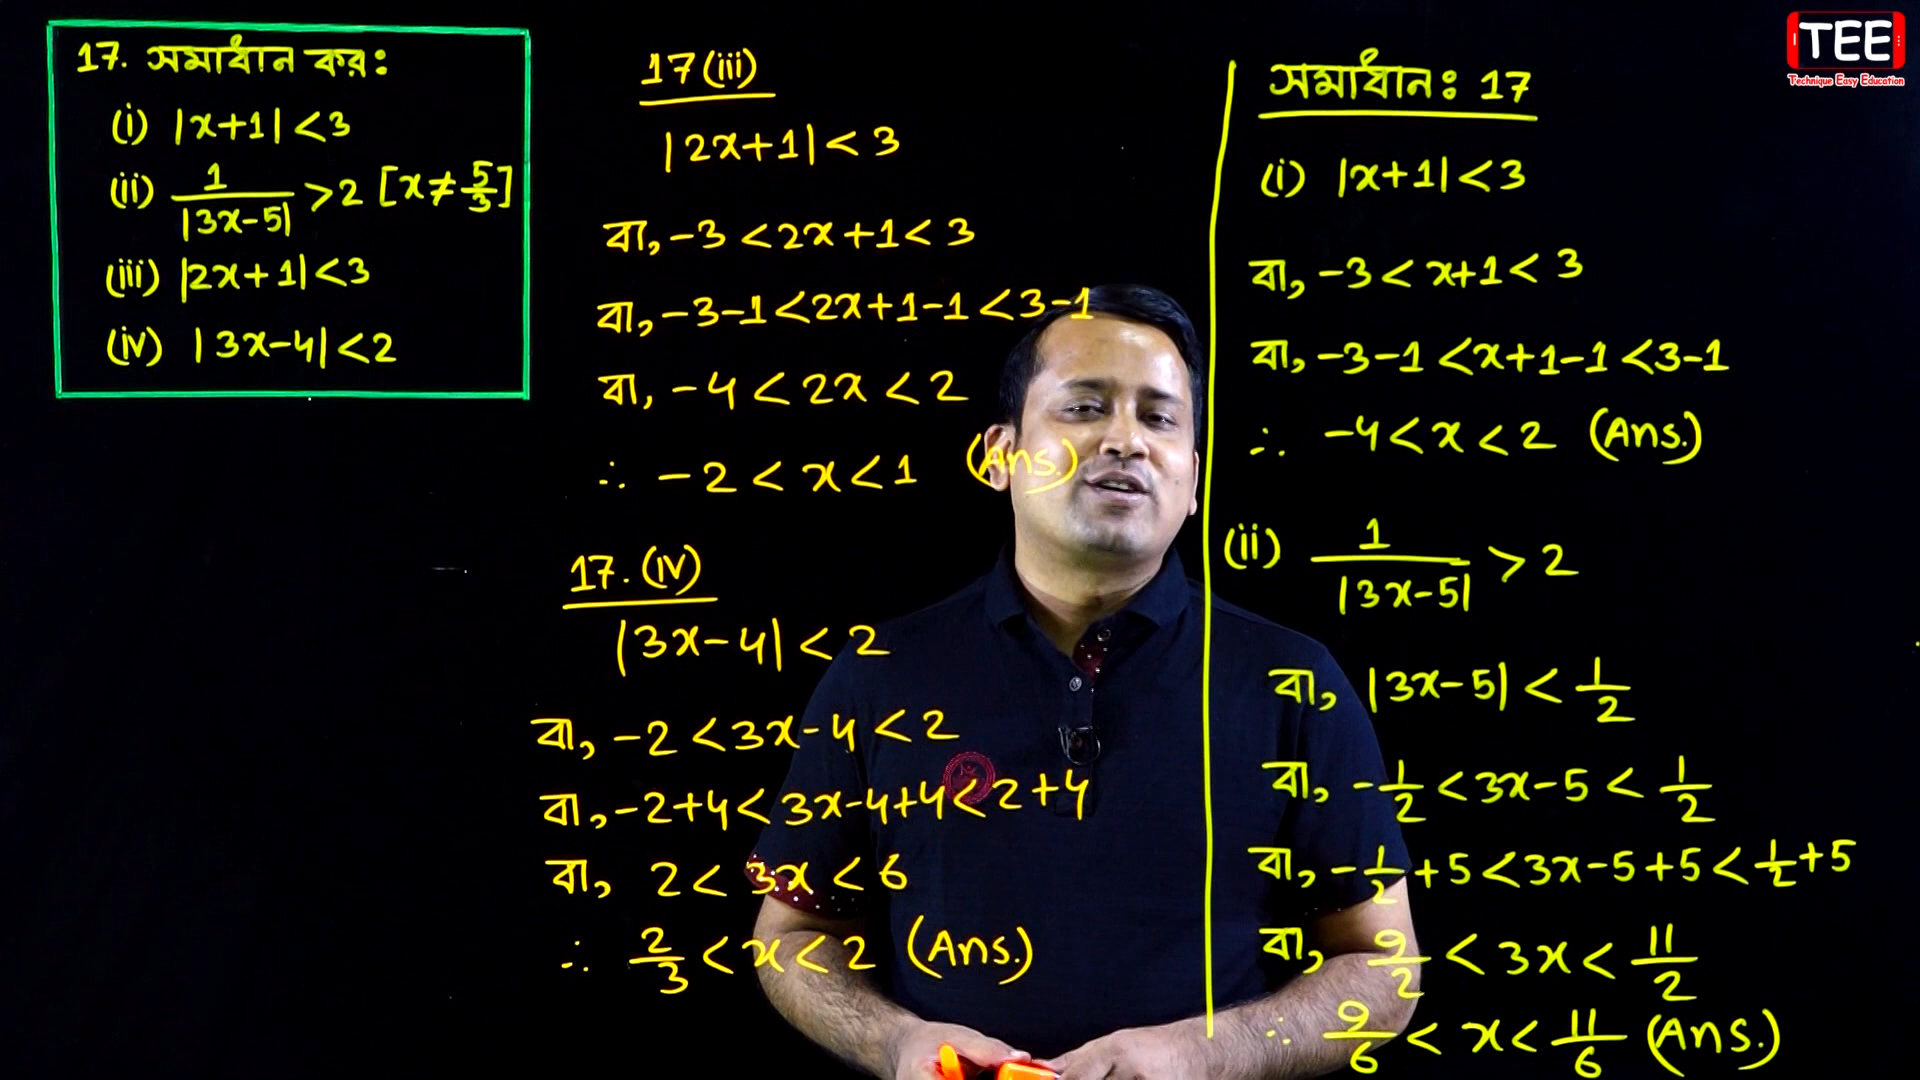 17. সমাধান কর:
(i) |x+1| <3
(ii) 1/|3x-5| >2 [x≠5/3]
(iii) |2x+1| <3
(iv) |3x-4| <2
17 (iii)
|2x+1| < 3
বা, -3 <2x+1< 3
বা, -3-1 <2x+1-1 <3-1
বা, -4 < 2x < 2
∴ -2 < x < 1 (Ans.)
17. (iv)
|3x-4| < 2
বা, -2 <3x-4 <2
বা, -2+4 <3x-4+4< 2+4
বা, 2 < 3x < 6
∴ 2/3 < x < 2 (Ans.)
সমাধান: 17
(i) |x+1| <3
বা, -3 < x+1 < 3
বা, -3-1 <x+1-1 <3-1
∴ -4 < x < 2 (Ans.)
(ii) 1/|3x-5| > 2
বা, |3x-5| < 1/2
বা, -1/2 <3x-5 < 1/2
বা, -1/2 +5 <3x-5+5 < 1/2 +5
বা, 9/2 < 3x < 11/2
∴ 9/6 < x < 11/6 (Ans.)
TEE
Technique Easy Education